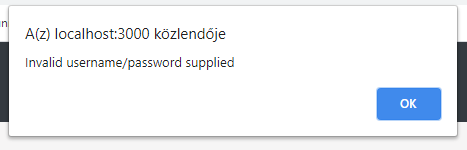 A(z) localhost:3000 közlendője
Invalid username/password supplied
OK